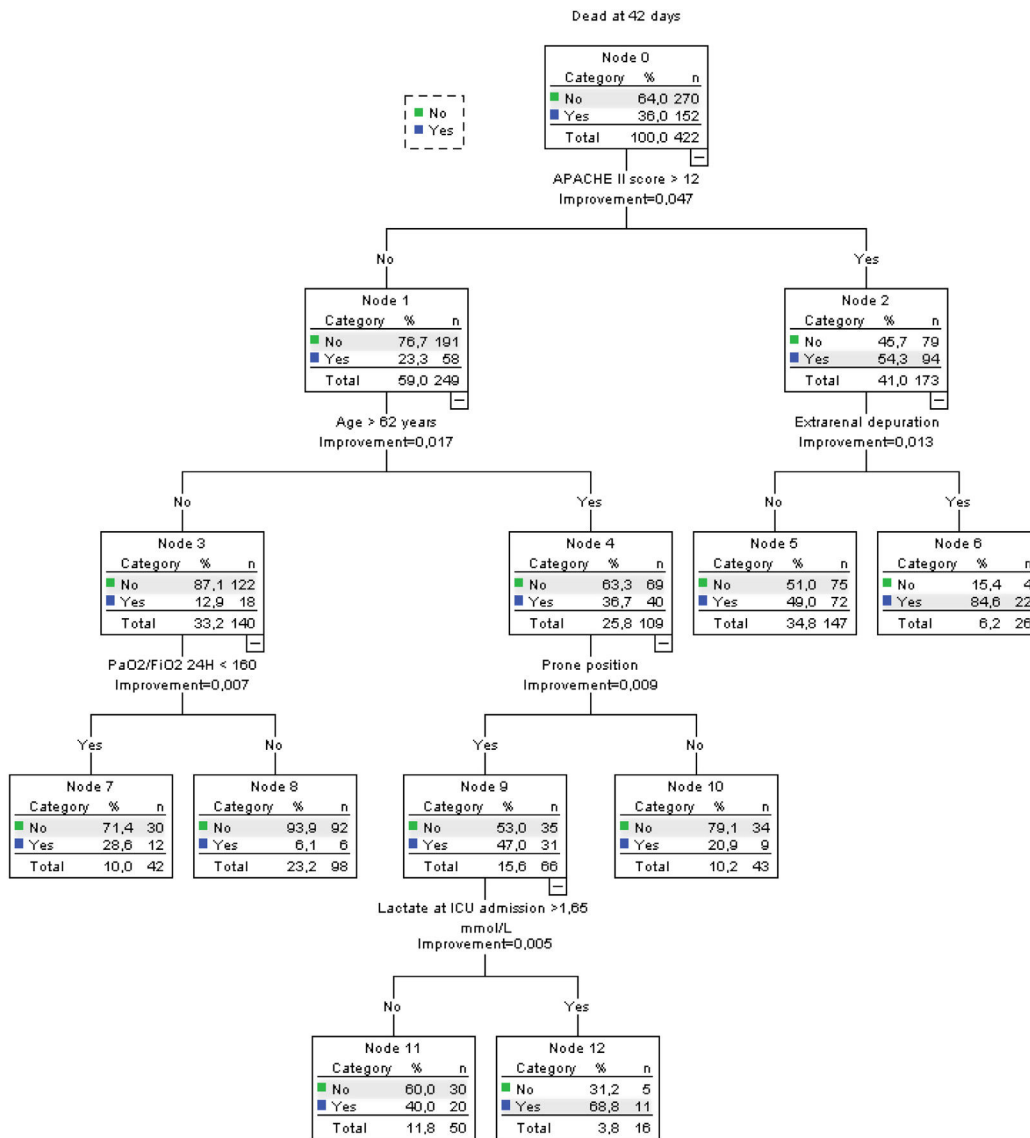 Dead at 42 days
No
Yes
Node 0
Category % n
No 64,0 270
Yes 36,0 152
Total 100,0 422
APACHE II score > 12
Improvement=0,047
No
Yes
Node 1
Category % n
No 76,7 191
Yes 23,3 58
Total 59,0 249
Node 2
Category % n
No 45,7 79
Yes 54,3 94
Total 41,0 173
Age > 62 years
Improvement=0,017
Extrarenal depuration
Improvement=0,013
No
Yes
No
Yes
Node 3
Category % n
No 87,1 122
Yes 12,9 18
Total 33,2 140
Node 4
Category % n
No 63,3 69
Yes 36,7 40
Total 25,8 109
Node 5
Category % n
No 51,0 75
Yes 49,0 72
Total 34,8 147
Node 6
Category % n
No 15,4 4
Yes 84,6 22
Total 6,2 26
PaO2/FiO2 24H < 160
Improvement=0,007
Prone position
Improvement=0,009
Yes
No
Yes
No
Node 7
Category % n
No 71,4 30
Yes 28,6 12
Total 10,0 42
Node 8
Category % n
No 93,9 92
Yes 6,1 6
Total 23,2 98
Node 9
Category % n
No 53,0 35
Yes 47,0 31
Total 15,6 66
Node 10
Category % n
No 79,1 34
Yes 20,9 9
Total 10,2 43
Lactate at ICU admission >1,65
mmol/L
Improvement=0,005
No
Yes
Node 11
Category % n
No 60,0 30
Yes 40,0 20
Total 11,8 50
Node 12
Category % n
No 31,2 5
Yes 68,8 11
Total 3,8 16